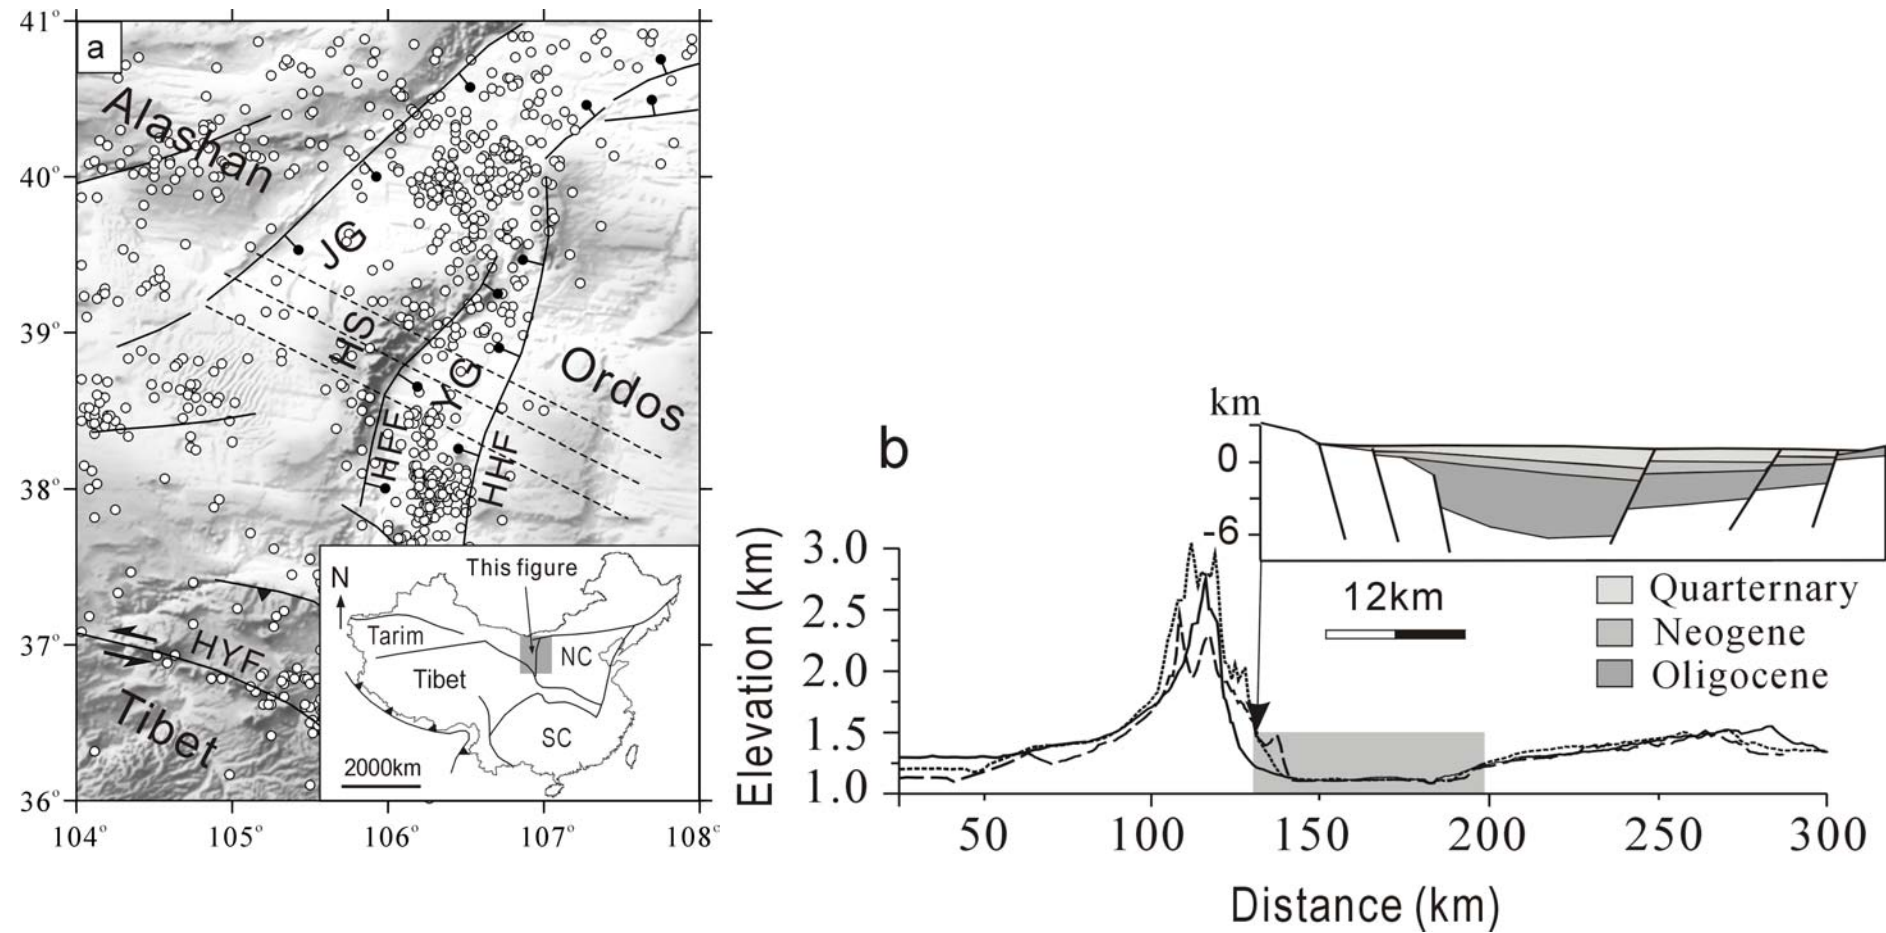 a
41°
40°
39°
38°
37°
36°
104°
105°
106°
107°
108°
Alashan
JG
HS
YG
Ordos
HFF
HHF
HYF
Tibet
This figure
N
Tarim
NC
Tibet
SC
2000km
b
km
0
-6
12km
Quarternary
Neogene
Oligocene
Elevation (km)
3.0
2.5
2.0
1.5
1.0
50
100
150
200
250
300
Distance (km)